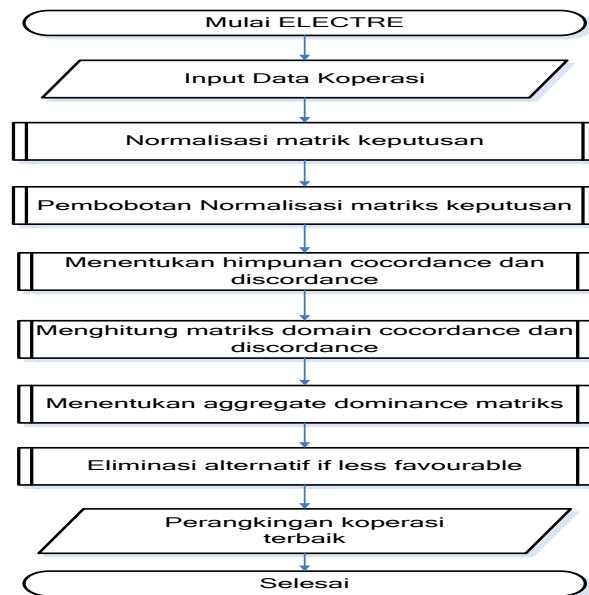 Mulai ELECTRE
Input Data Koperasi
Normalisasi matrik keputusan
Pembobotan Normalisasi matriks keputusan
Menentukan himpunan cocordance dan
discordance
Menghitung matriks domain cocordance dan
discordance
Menentukan aggregate dominance matriks
Eliminasi alternatif if less favourable
Perangkingan koperasi
terbaik
Selesai